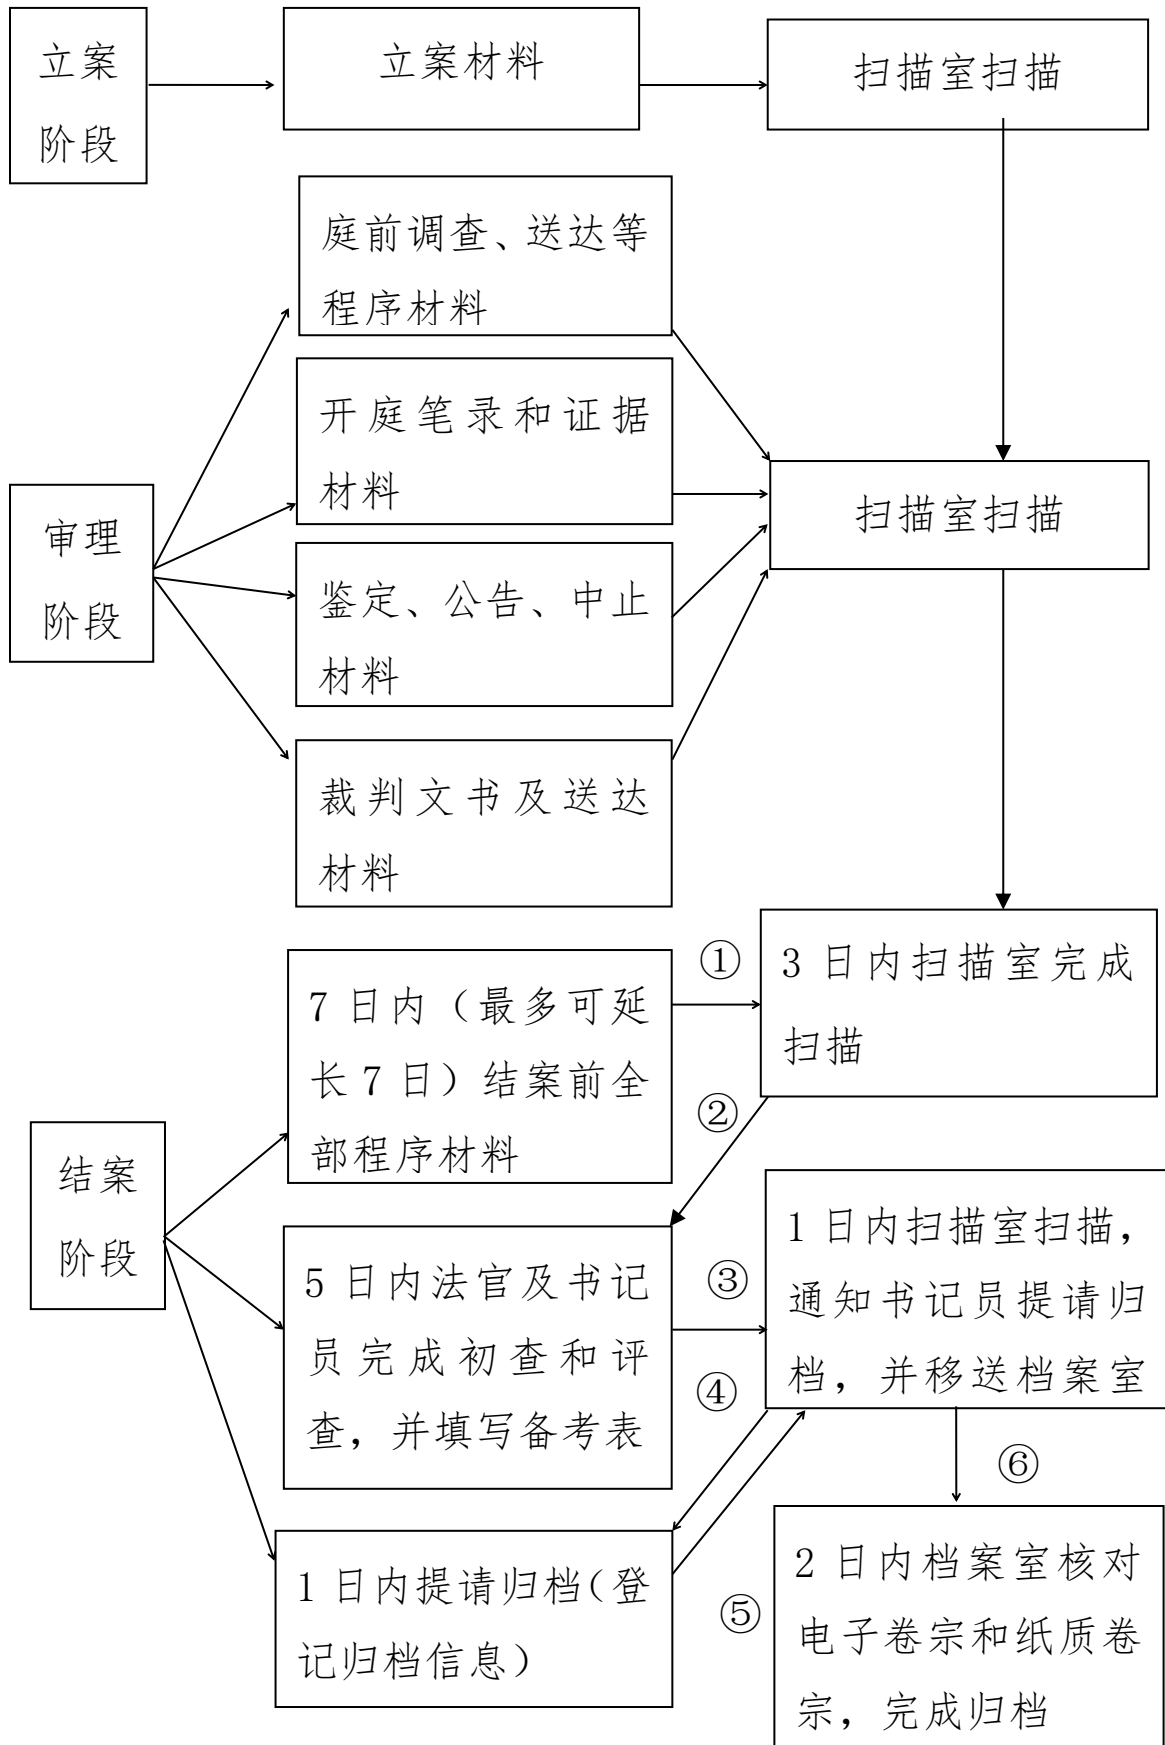 立案
阶段
立案材料
扫描室扫描
庭前调查、送达等
程序材料
开庭笔录和证据
材料
审理
阶段
扫描室扫描
鉴定、公告、中止
材料
裁判文书及送达
材料
7 日内（最多可延
长 7 日）结案前全
部程序材料
①
3 日内扫描室完成
扫描
②
结案
阶段
5 日内法官及书记
员完成初查和评
查，并填写备考表
③
1 日内扫描室扫描，
通知书记员提请归
档，并移送档案室
④
⑥
1 日内提请归档（登
记归档信息）
⑤
2 日内档案室核对
电子卷宗和纸质卷
宗，完成归档